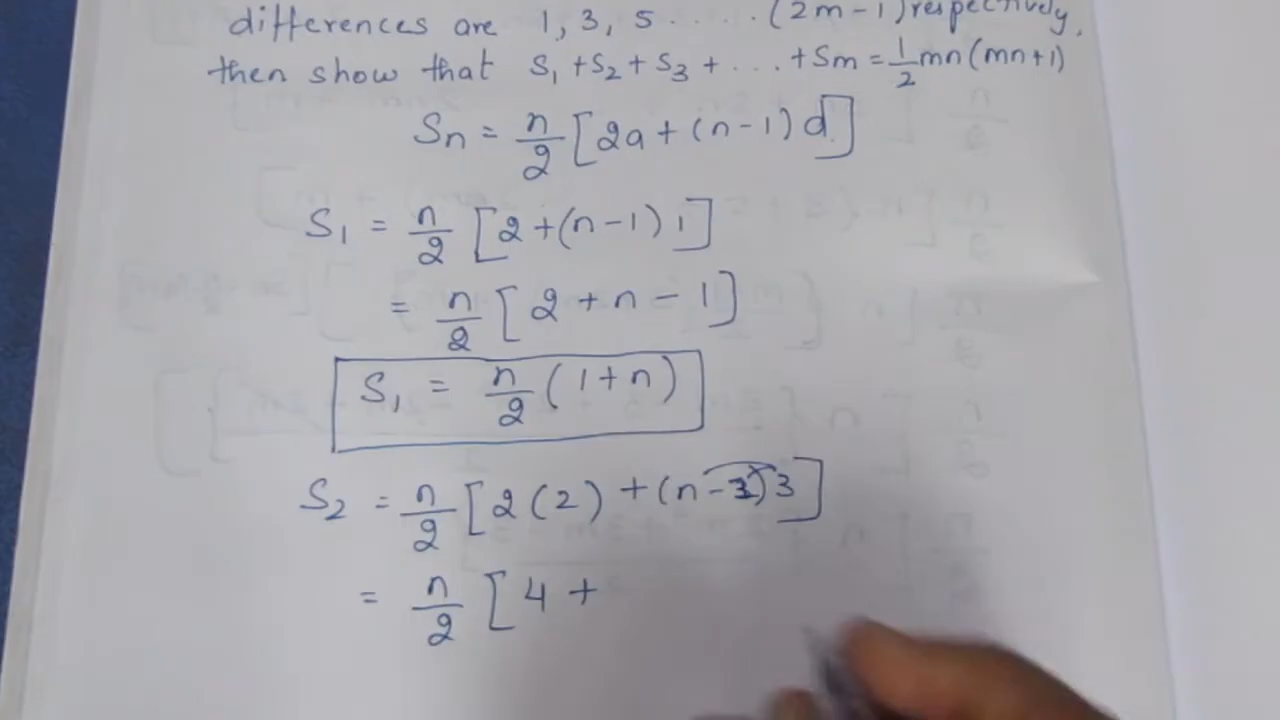 differences are 1, 3, 5 ..... (2m-1) respectively,
then show that S₁ + S₂ + S₃ + ... + Sm = 1/2 mn (mn+1)
Sn = n/2 [2a + (n-1) d]
S₁ = n/2 [2 + (n-1) 1]
= n/2 [2 + n - 1]
S₁ = n/2 (1+n)
S₂ = n/2 [2(2) + (n- ) 3]
= n/2 [4 +